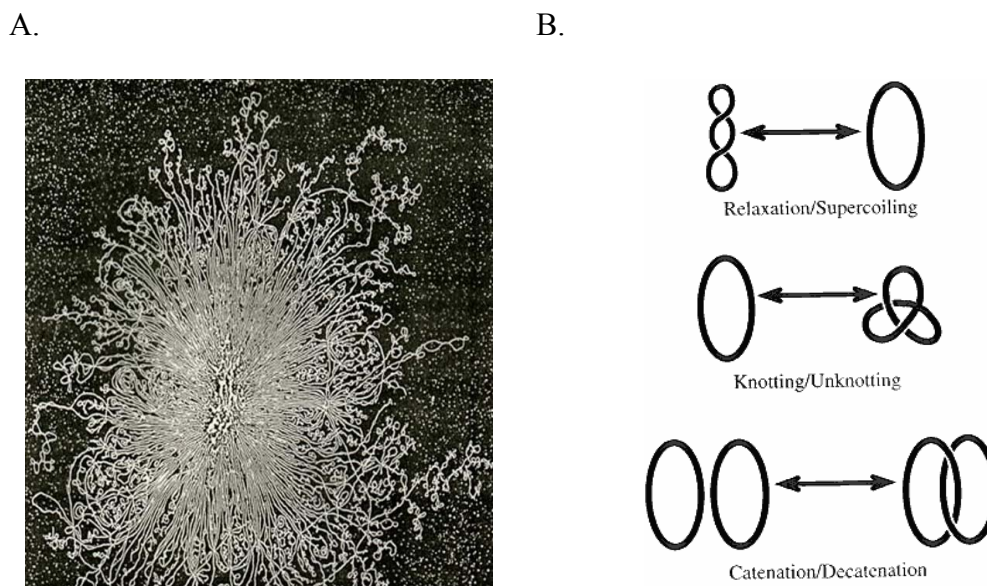 A.
B.
Relaxation/Supercoiling
Knotting/Unknotting
Catenation/Decatenation